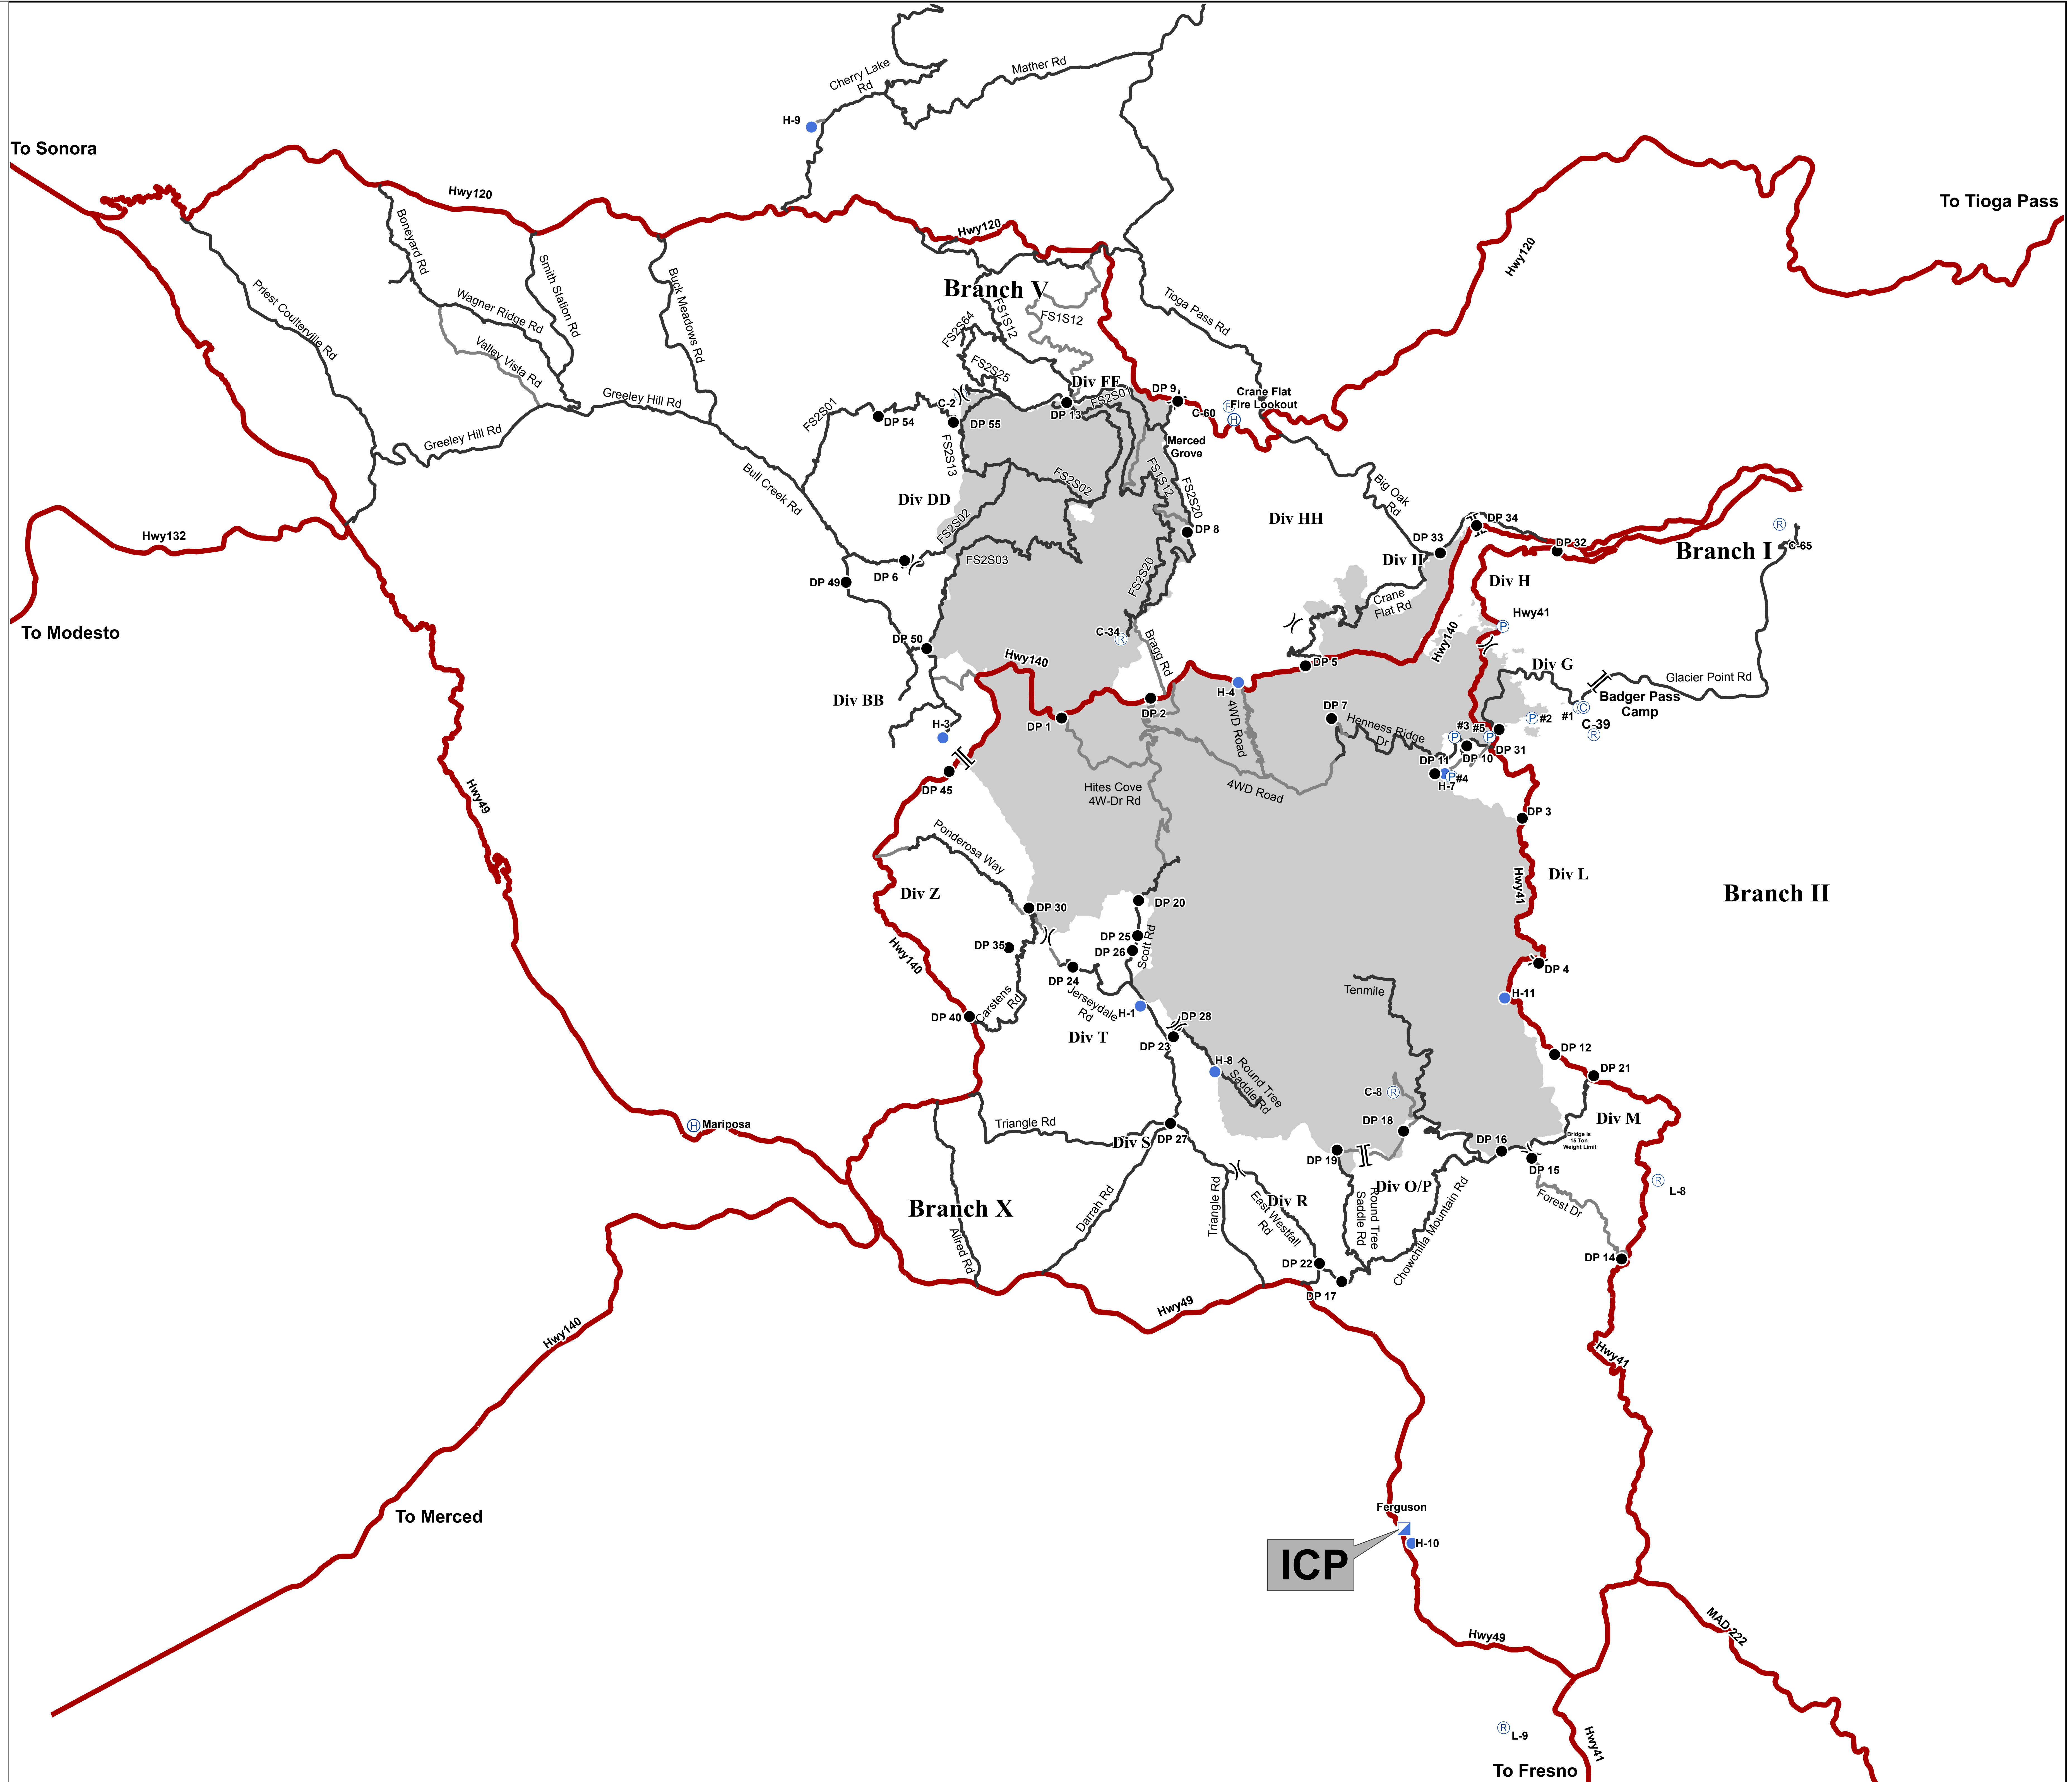 Cherry Lake
Rd
Mather Rd
H-9
To Sonora
Hwy120
To Tioga Pass
Hwy120
Hwy120
Boneyard Rd
Smith Station Rd
Buck Meadows Rd
Priest Coulterville Rd
Wagner Ridge Rd
Valley Vista Rd
Branch V
FS1S12
FS1S12
FS2S64
FS2S25
Tioga Pass Rd
Div FF
FS2S01
DP 13
DP 9
C-60
Crane Flat
Fire Lookout
F
H
Merced
Grove
Greeley Hill Rd
Greeley Hill Rd
FS2S01
DP 54
C-2
DP 55
FS2S13
FS2S02
FS1S12
FS2S20
Bull Creek Rd
Div DD
FS2S02
Div HH
Big Oak
Rd
DP 8
DP 33
DP 34
DP 32
Div II
Branch I
R
C-65
Hwy132
To Modesto
DP 49
DP 6
FS2S03
FS2S20
Crane
Flat Rd
Div H
Hwy41
P
C-34
R
DP 50
Hwy140
Bragg Rd
DP 5
Hwy140
Div G
Glacier Point Rd
Badger Pass
Camp
Div BB
H-3
DP 1
DP 2
H-4
4WD Road
DP 7
Henness Ridge
Dr
#3
#5
P
P
P
#2
#1
C
C-39
R
DP 31
DP 10
DP 11
P
#4
H-7
DP 45
Hites Cove
4W-Dr Rd
4WD Road
DP 3
Hwy49
Ponderosa Way
Div Z
Div L
Hwy41
Branch II
DP 30
DP 20
DP 35
DP 25
DP 26
Scott Rd
Hwy140
DP 24
DP 4
Tenmile
H-11
Jerseydale
Rd
H-1
DP 40
Carstens
Rd
Div T
DP 28
DP 23
H-8
Round Tree
Saddle Rd
DP 12
DP 21
C-8
R
Div M
H
Mariposa
Triangle Rd
Div S
DP 27
DP 18
DP 19
DP 16
Bridge is
15 Ton
Weight Limit
DP 15
R
L-8
Branch X
Allred Rd
Darrah Rd
Triangle Rd
East Westfall
Rd
Div R
Round Tree
Saddle Rd
Div O/P
Chowchilla Mountain Rd
Forest Dr
DP 14
DP 22
DP 17
Hwy49
Hwy140
Hwy41
To Merced
Ferguson
ICP
H-10
Hwy49
MAD 222
R
L-9
Hwy41
To Fresno